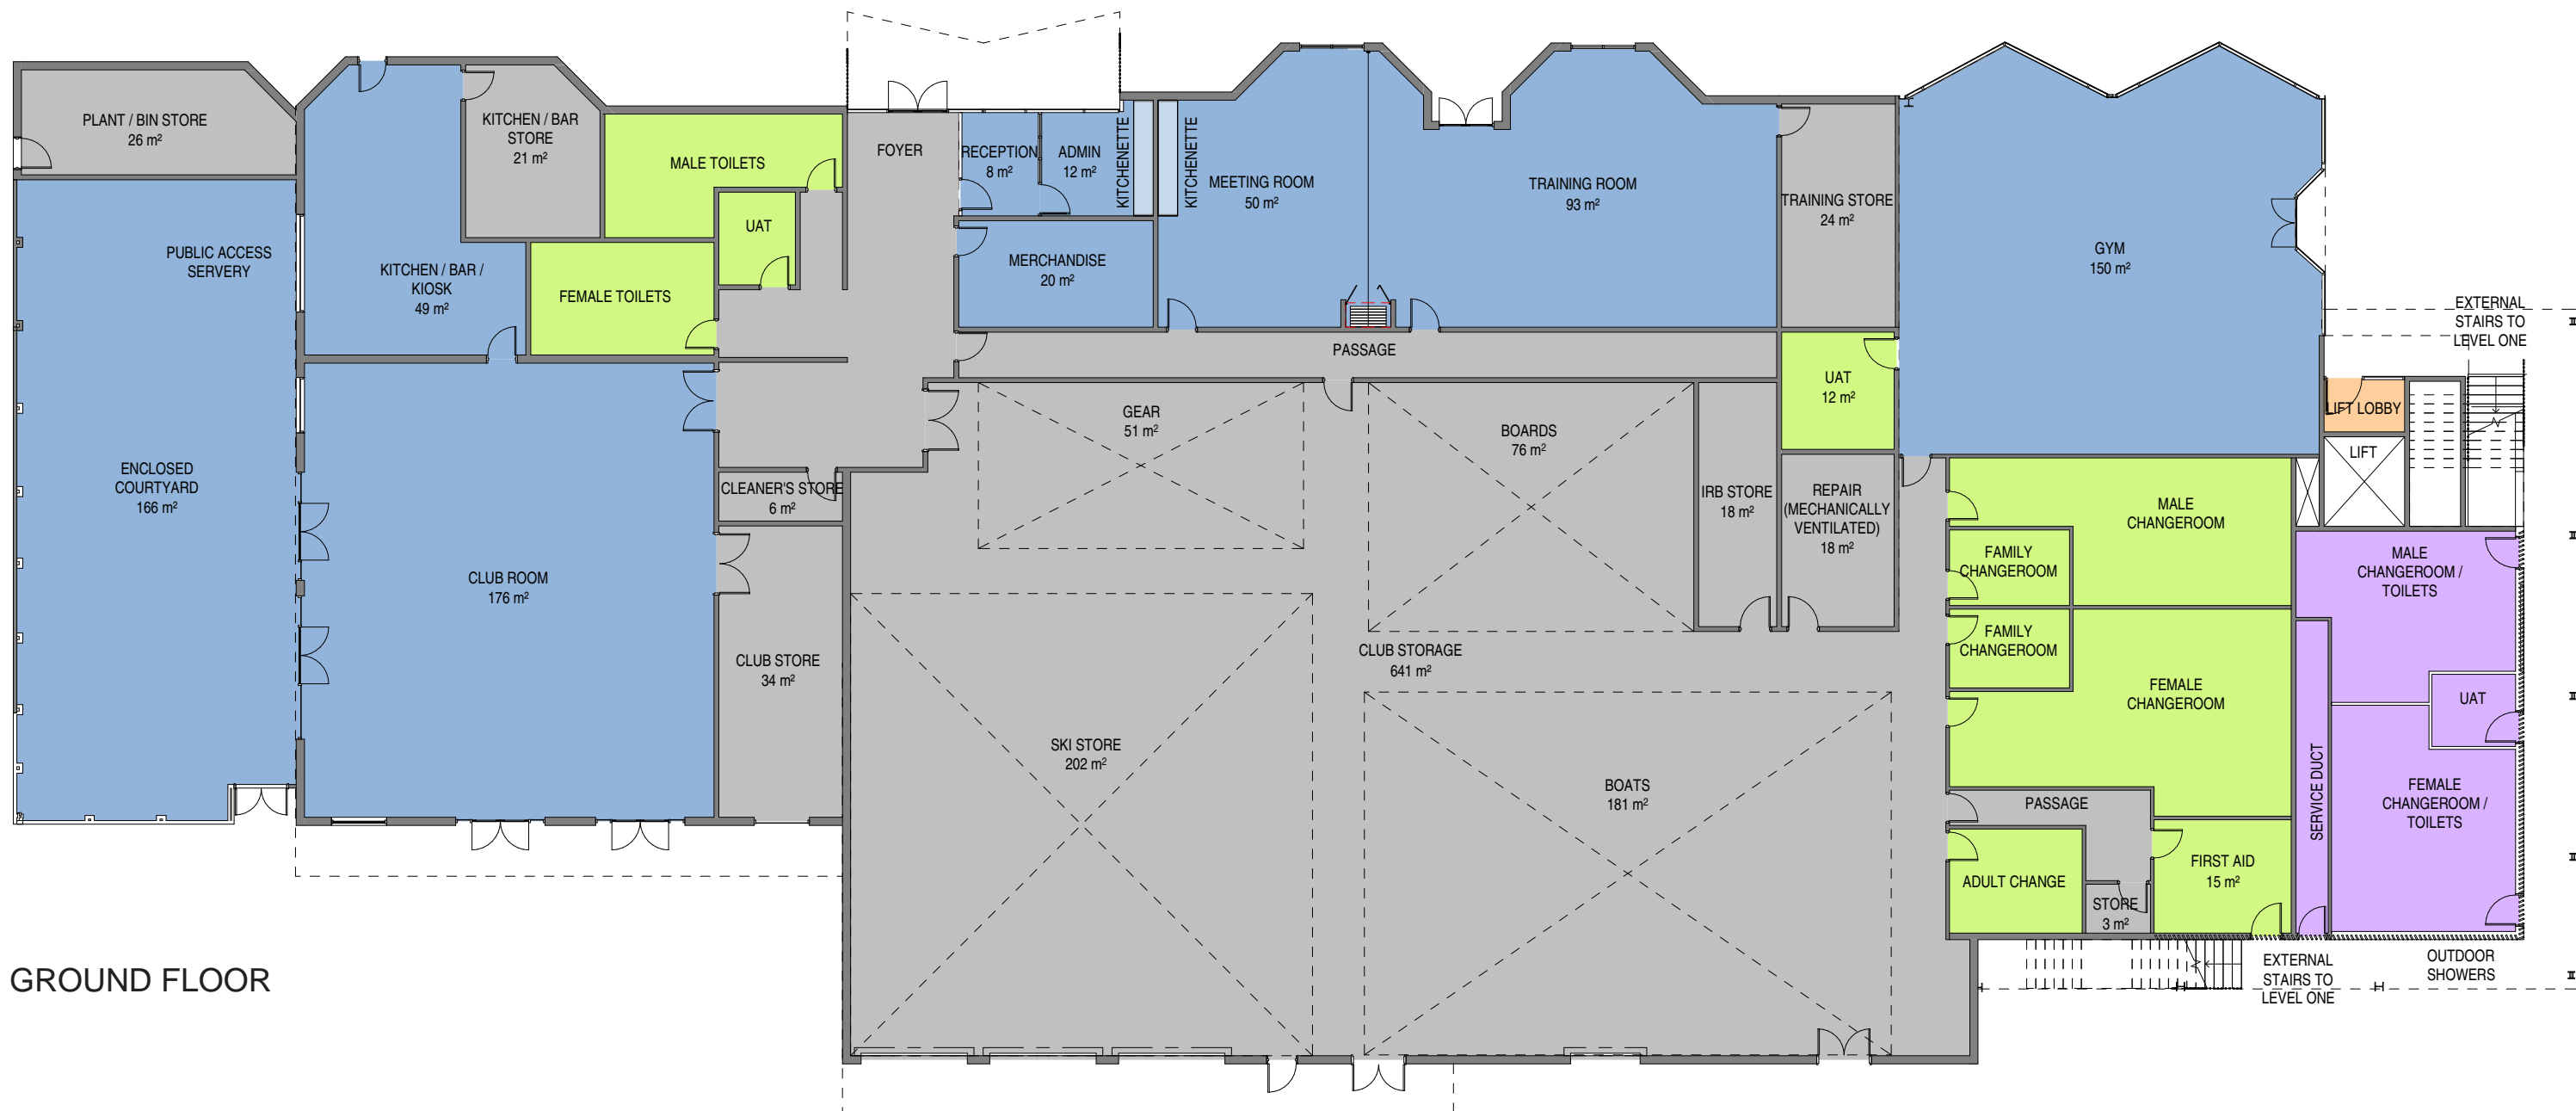 PLANT / BIN STORE
26 m²
KITCHEN / BAR
STORE
21 m²
MALE TOILETS
FOYER
RECEPTION
8 m²
ADMIN
12 m²
KITCHENETTE
KITCHENETTE
MEETING ROOM
50 m²
TRAINING ROOM
93 m²
TRAINING STORE
24 m²
GYM
150 m²
UAT
PUBLIC ACCESS
SERVERY
KITCHEN / BAR /
KIOSK
49 m²
FEMALE TOILETS
MERCHANDISE
20 m²
EXTERNAL
STAIRS TO
LEVEL ONE
PASSAGE
UAT
12 m²
LIFT LOBBY
GEAR
51 m²
BOARDS
76 m²
LIFT
ENCLOSED
COURTYARD
166 m²
CLEANER'S STORE
6 m²
IRB STORE
18 m²
REPAIR
(MECHANICALLY
VENTILATED)
18 m²
MALE
CHANGEROOM
FAMILY
CHANGEROOM
MALE
CHANGEROOM /
TOILETS
CLUB ROOM
176 m²
FAMILY
CHANGEROOM
CLUB STORE
34 m²
CLUB STORAGE
641 m²
FEMALE
CHANGEROOM
UAT
SKI STORE
202 m²
BOATS
181 m²
SERVICE DUCT
FEMALE
CHANGEROOM /
TOILETS
PASSAGE
FIRST AID
15 m²
ADULT CHANGE
STORE
3 m²
GROUND FLOOR
EXTERNAL
STAIRS TO
LEVEL ONE
OUTDOOR
SHOWERS